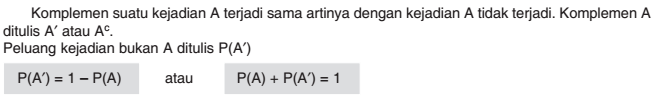 Komplemen suatu kejadian A terjadi sama artinya dengan kejadian A tidak terjadi. Komplemen A
ditulis A′ atau Aᶜ.
Peluang kejadian bukan A ditulis P(A′)
P(A′) = 1 – P(A) atau P(A) + P(A′) = 1